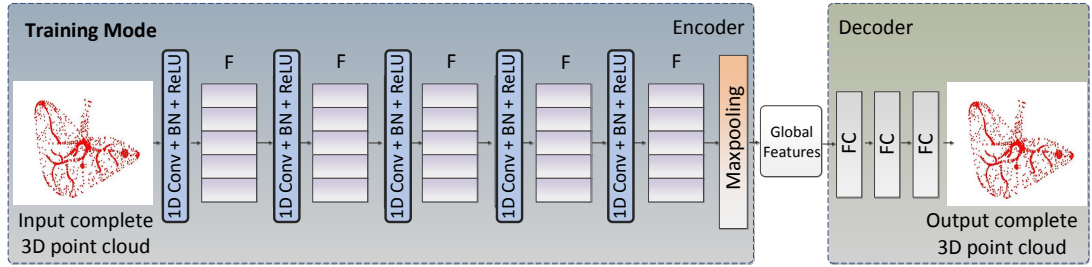 Training Mode
Encoder
Decoder
1D Conv + BN + ReLU
F
1D Conv + BN + ReLU
F
1D Conv + BN + ReLU
F
1D Conv + BN + ReLU
F
1D Conv + BN + ReLU
F
Maxpooling
Global
Features
FC
FC
FC
Input complete
3D point cloud
Output complete
3D point cloud